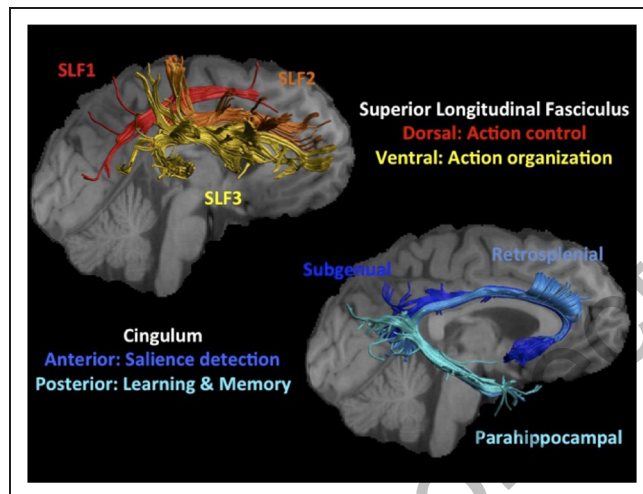 SLF1
SLF2
Superior Longitudinal Fasciculus
Dorsal: Action control
Ventral: Action organization
SLF3
Subgenual
Retrosplenial
Cingulum
Anterior: Salience detection
Posterior: Learning & Memory
Parahippocampal